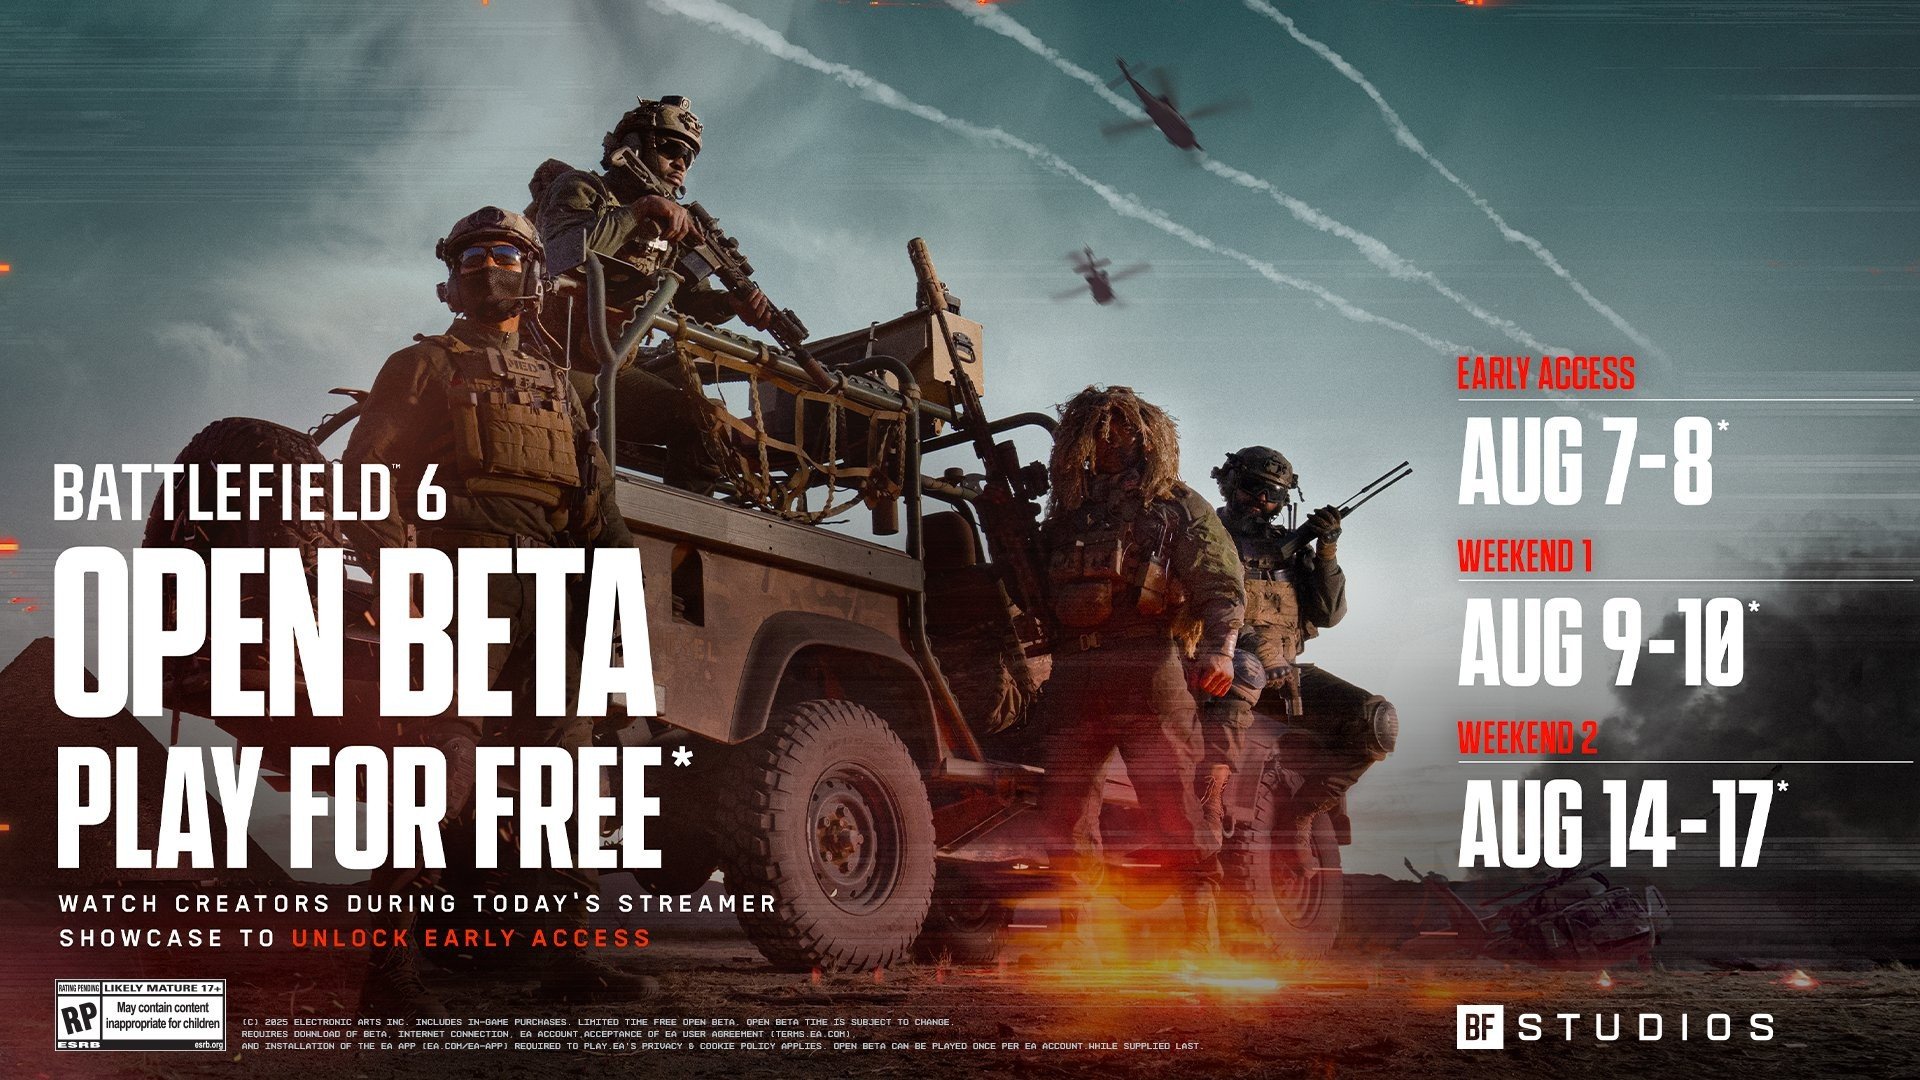 BATTLEFIELD™ 6
OPEN BETA
PLAY FOR FREE*
WATCH CREATORS DURING TODAY'S STREAMER
SHOWCASE TO UNLOCK EARLY ACCESS
EARLY ACCESS
AUG 7-8*
WEEKEND 1
AUG 9-10*
WEEKEND 2
AUG 14-17*
MED
RATING PENDING
LIKELY MATURE 17+
RP
May contain content
inappropriate for children
ESRB
esrb.org
(C) 2025 ELECTRONIC ARTS INC. INCLUDES IN-GAME PURCHASES. LIMITED TIME FREE OPEN BETA. OPEN BETA TIME IS SUBJECT TO CHANGE.
REQUIRES DOWNLOAD OF BETA, INTERNET CONNECTION, EA ACCOUNT,ACCEPTANCE OF EA USER AGREEMENT (TERMS.EA.COM)
AND INSTALLATION OF THE EA APP (EA.COM/EA-APP) REQUIRED TO PLAY.EA'S PRIVACY & COOKIE POLICY APPLIES. OPEN BETA CAN BE PLAYED ONCE PER EA ACCOUNT.WHILE SUPPLIED LAST.
BF STUDIOS